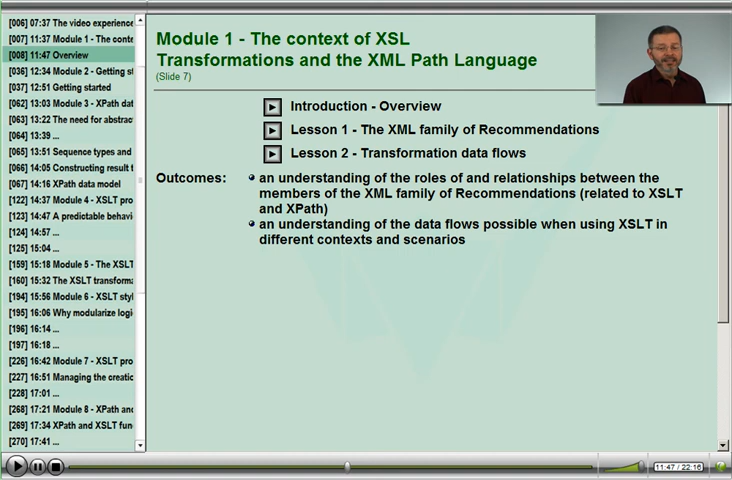 [006] 07:37 The video experience
[007] 11:37 Module 1 - The conte
[008] 11:47 Overview
[036] 12:34 Module 2 - Getting st
[037] 12:51 Getting started
[062] 13:03 Module 3 - XPath dat
[063] 13:22 The need for abstrac
[064] 13:39 ...
[065] 13:51 Sequence types and
[066] 14:05 Constructing result t
[067] 14:16 XPath data model
[122] 14:37 Module 4 - XSLT pro
[123] 14:47 A predictable behavi
[124] 14:57 ...
[125] 15:04 ...
[159] 15:18 Module 5 - The XSLT
[160] 15:32 The XSLT transforma
[194] 15:56 Module 6 - XSLT styl
[195] 16:06 Why modularize logi
[196] 16:14 ...
[197] 16:18 ...
[226] 16:42 Module 7 - XSLT pro
[227] 16:51 Managing the creatio
[228] 17:01 ...
[268] 17:21 Module 8 - XPath and
[269] 17:34 XPath and XSLT fun
[270] 17:41 ...
Module 1 - The context of XSL
Transformations and the XML Path Language
(Slide 7)
Introduction - Overview
Lesson 1 - The XML family of Recommendations
Lesson 2 - Transformation data flows
Outcomes: an understanding of the roles of and relationships between the
members of the XML family of Recommendations (related to XSLT
and XPath)
an understanding of the data flows possible when using XSLT in
different contexts and scenarios
11:47 / 22:16